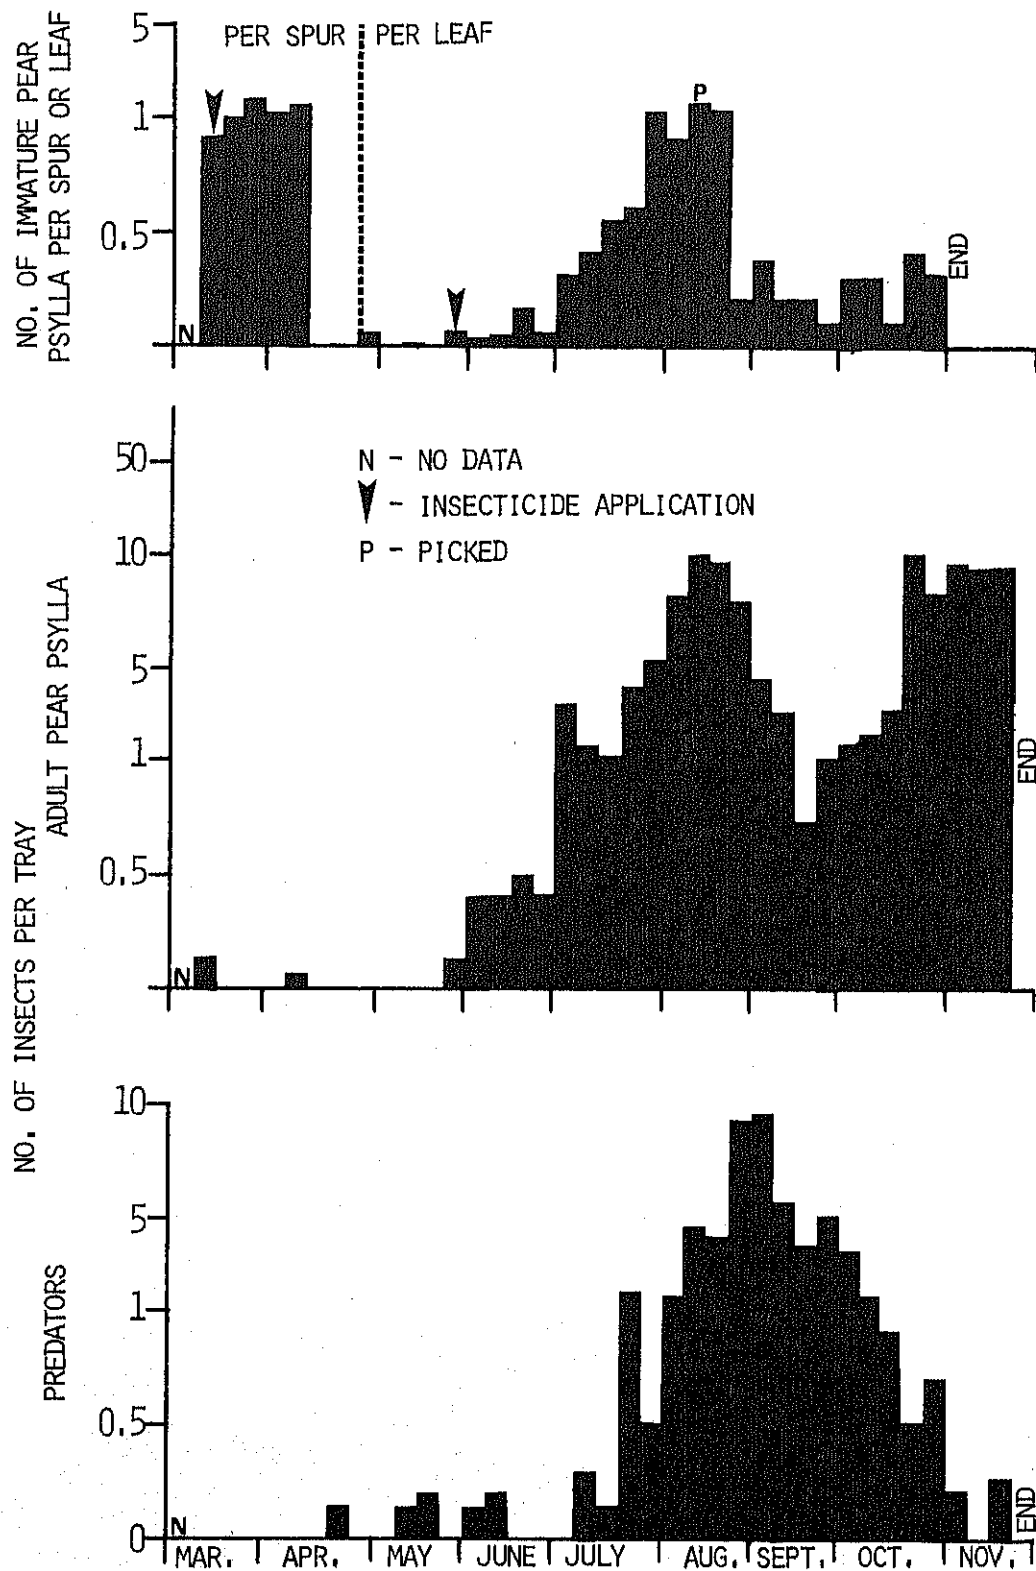 NO. OF IMMATURE PEAR
PSYLLA PER SPUR OR LEAF
5
1
0.5
PER SPUR
PER LEAF
N
P
END
NO. OF INSECTS PER TRAY
ADULT PEAR PSYLLA
50
10
5
1
0.5
N - NO DATA
- INSECTICIDE APPLICATION
P - PICKED
N
END
PREDATORS
10
5
1
0.5
0
N
END
MAR. APR. MAY JUNE JULY AUG. SEPT. OCT. NOV.